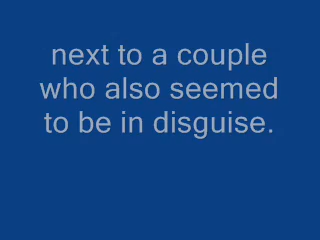 next to a couple
who also seemed
to be in disguise.